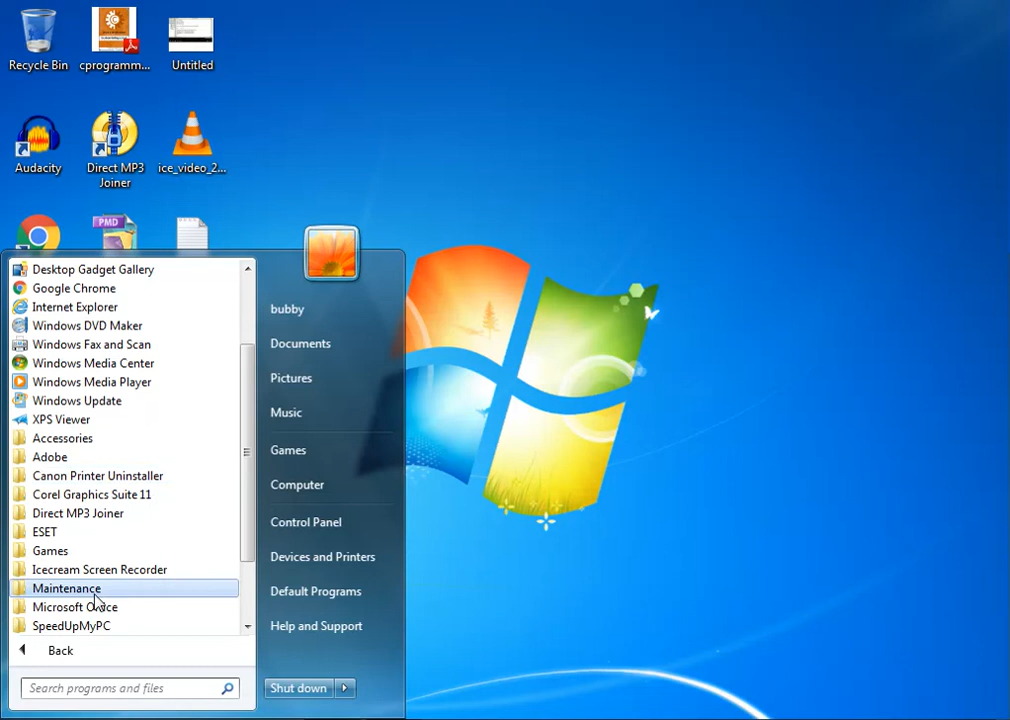 Recycle Bin
cprogramm...
Untitled
Audacity
Direct MP3
Joiner
ice_video_2...
PMD
Desktop Gadget Gallery
Google Chrome
Internet Explorer
Windows DVD Maker
Windows Fax and Scan
Windows Media Center
Windows Media Player
Windows Update
XPS Viewer
Accessories
Adobe
Canon Printer Uninstaller
Corel Graphics Suite 11
Direct MP3 Joiner
ESET
Games
Icecream Screen Recorder
Maintenance
Microsoft Office
SpeedUpMyPC
Back
Search programs and files
bubby
Documents
Pictures
Music
Games
Computer
Control Panel
Devices and Printers
Default Programs
Help and Support
Shut down